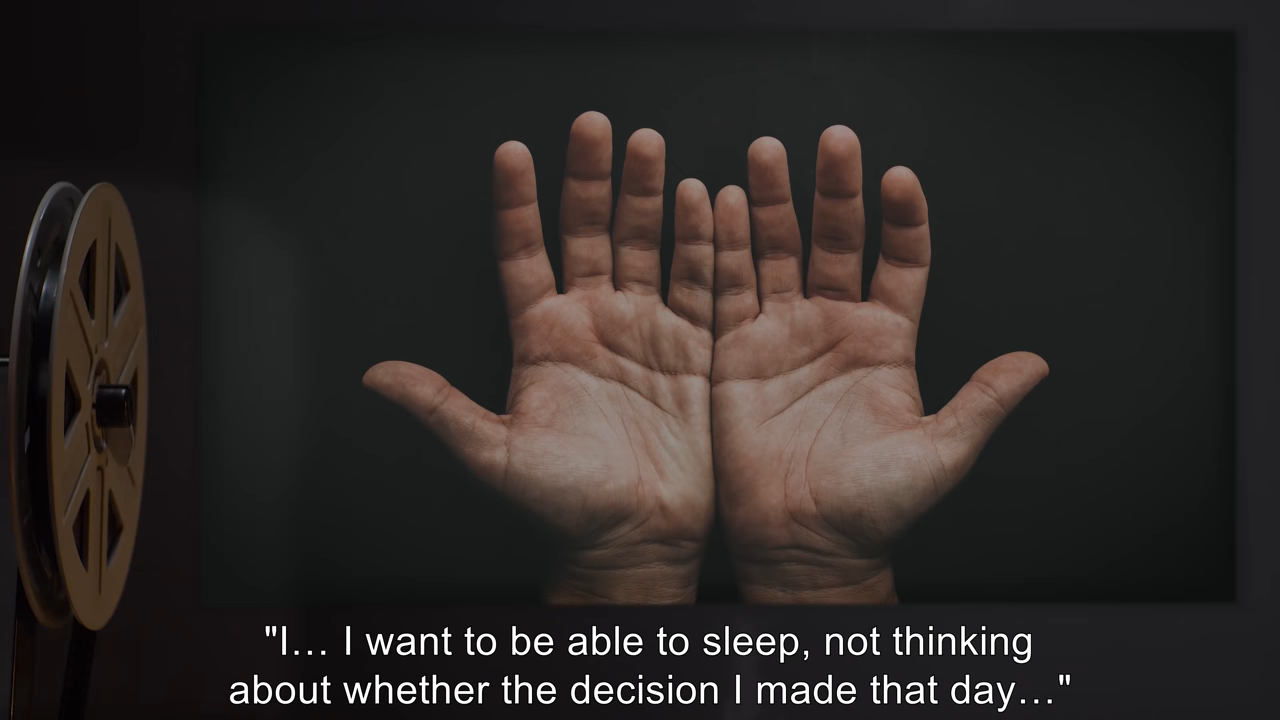 "I… I want to be able to sleep, not thinking
about whether the decision I made that day…"